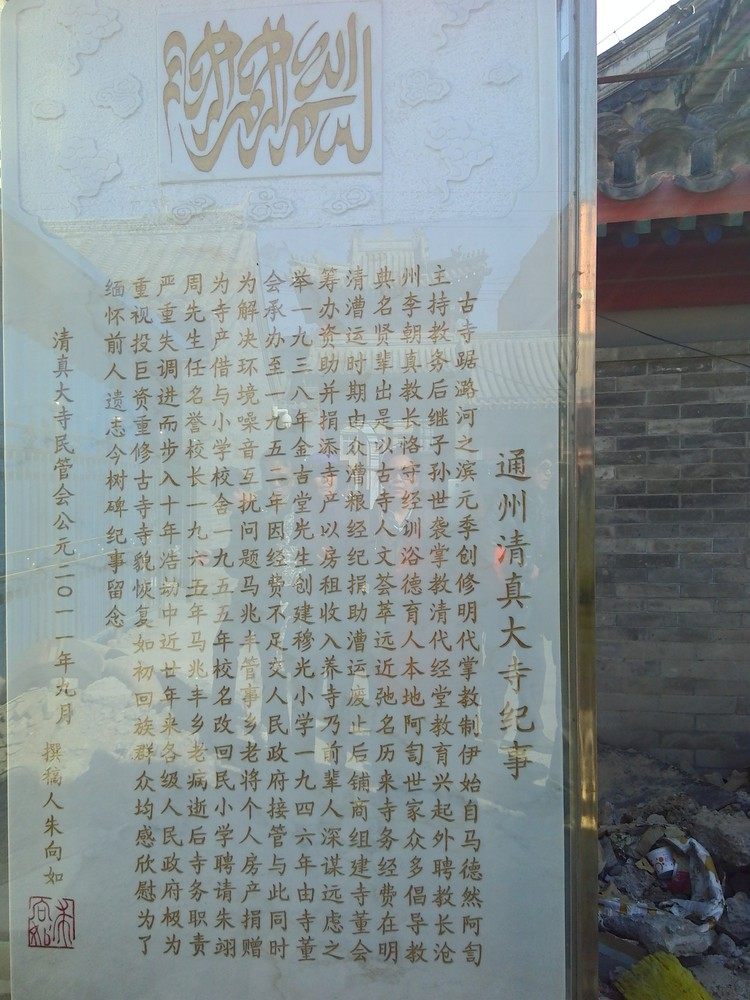 通州清真大寺纪事
古寺踞潞河之滨元季创修明代掌教制伊始自马德然阿訇
主持教务后继子孙世袭掌教清代经堂教育兴起外聘教长沧
州李朝真教长恪守经训浴德育人本地阿訇世家众多倡导教
典名贤辈出是以古寺人文荟萃远近弛名历来寺务经费在明
清漕运时期由众漕粮经纪捐助漕运废止后铺商组建寺董会
筹办资助并捐添寺产以房租收入养寺乃前辈人深谋远虑之
举一九三八年金古堂先生创建穆光小学一九四六年由寺董
会承办至一九五二年因经费不足交人民政府接管与此同时
为解决环境噪音互扰问题马兆丰管事乡老将个人房产捐赠
为寺产借与小学校舍一九五五年校名改回民小学聘请朱翊
周先生任名誉校长一九六五年马兆丰乡老病逝后寺务职责
严重失调进而步入十年浩动中近廿年来各级人民政府极为
重视投巨资重修古寺寺貌恢复如初回族群众均感欣慰为了
缅怀前人遗志今树碑纪事留念
清真大寺民管会公元二〇一一年九月 撰稿人朱向如